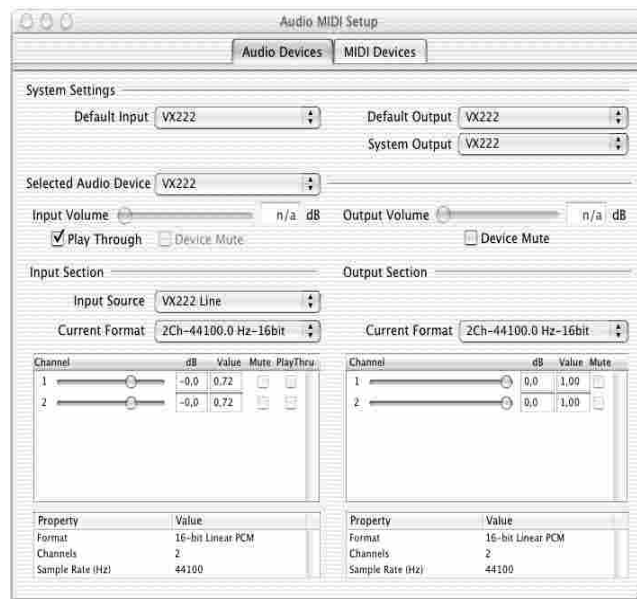 Audio MIDI Setup
Audio Devices MIDI Devices
System Settings
Default Input VX222
Default Output VX222
System Output VX222
Selected Audio Device VX222
Input Volume n/a dB
Output Volume n/a dB
Play Through Device Mute
Device Mute
Input Section
Output Section
Input Source VX222 Line
Current Format 2Ch-44100.0 Hz-16bit
Current Format 2Ch-44100.0 Hz-16bit
Channel dB Value Mute PlayThru
1 -0,0 0,72
2 -0,0 0,72
Channel dB Value Mute
1 0,0 1,00
2 0,0 1,00
Property Value
Format 16-bit Linear PCM
Channels 2
Sample Rate (Hz) 44100
Property Value
Format 16-bit Linear PCM
Channels 2
Sample Rate (Hz) 44100